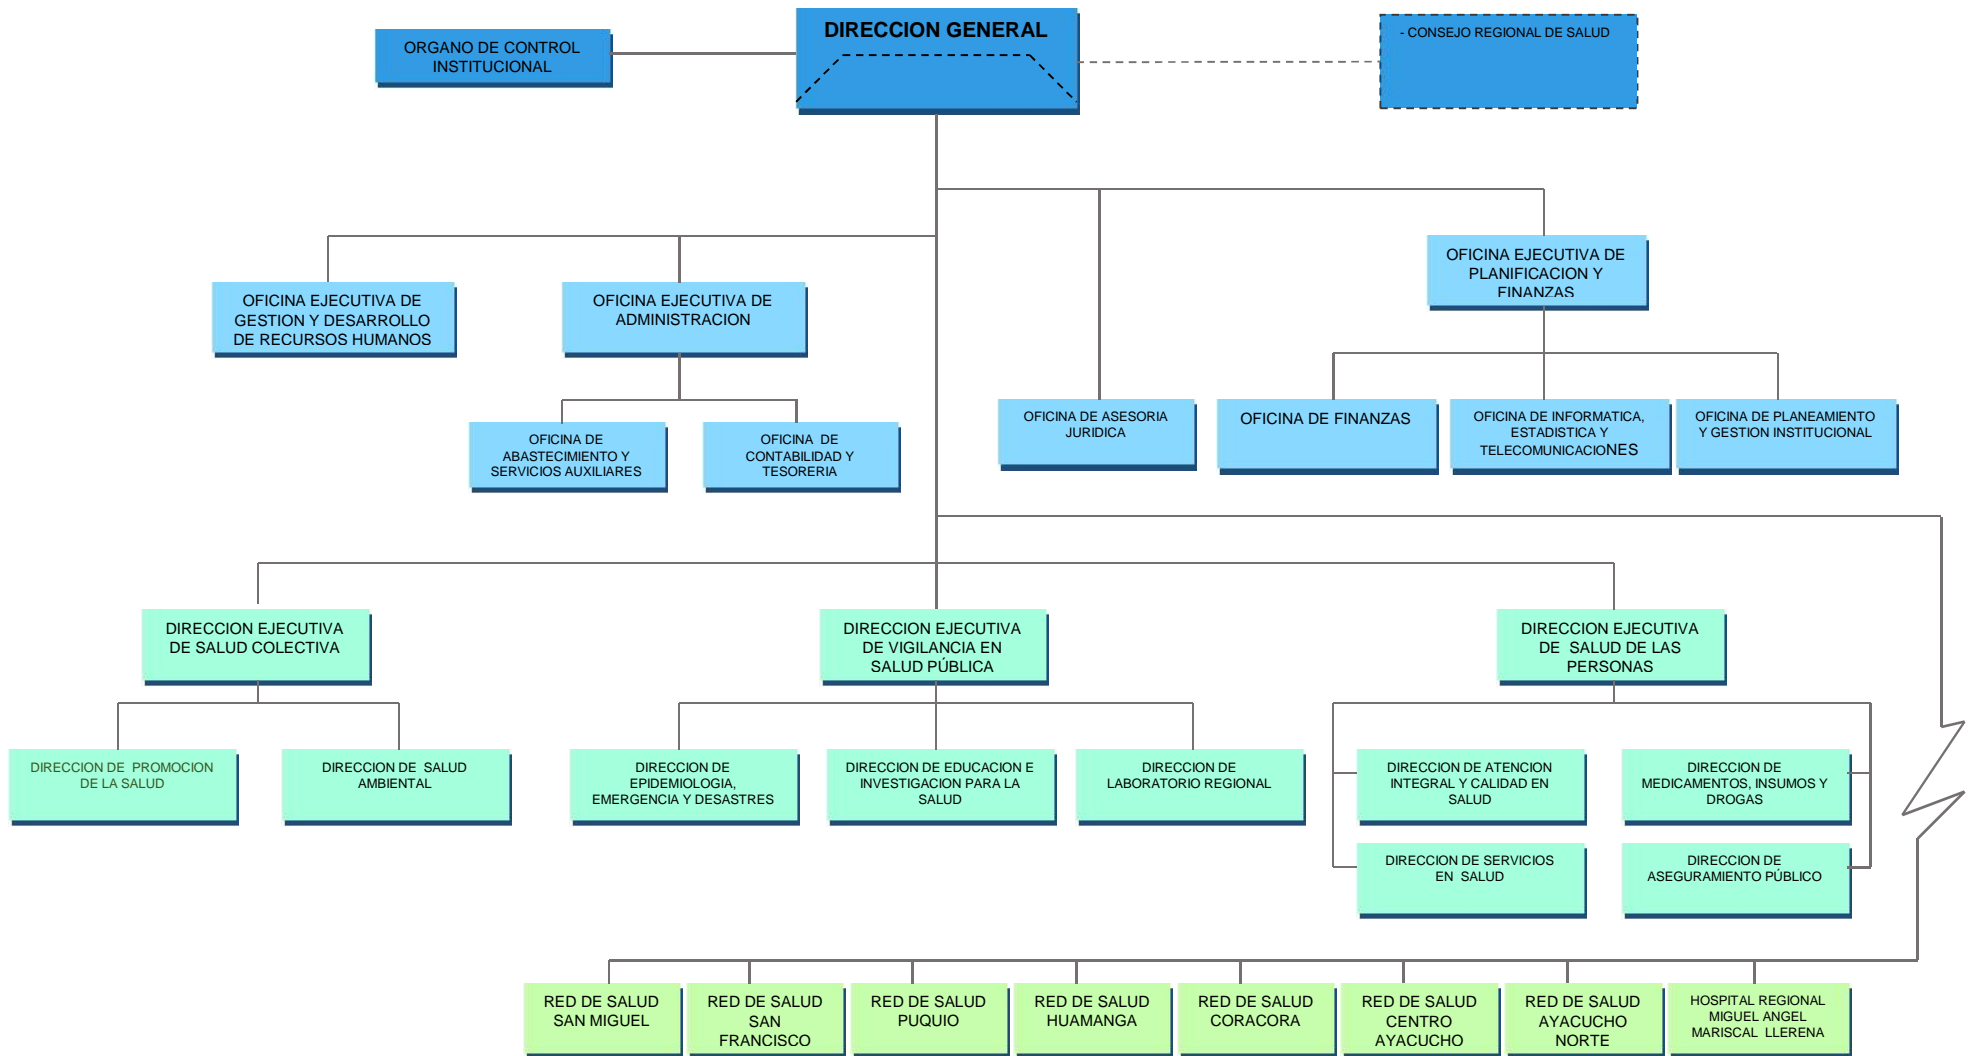 DIRECCION GENERAL
ORGANO DE CONTROL
INSTITUCIONAL
- CONSEJO REGIONAL DE SALUD
OFICINA EJECUTIVA DE
GESTION Y DESARROLLO
DE RECURSOS HUMANOS
OFICINA EJECUTIVA DE
ADMINISTRACION
OFICINA EJECUTIVA DE
PLANIFICACION Y
FINANZAS
OFICINA DE
ABASTECIMIENTO Y
SERVICIOS AUXILIARES
OFICINA DE
CONTABILIDAD Y
TESORERIA
OFICINA DE ASESORIA
JURIDICA
OFICINA DE FINANZAS
OFICINA DE INFORMATICA,
ESTADISTICA Y
TELECOMUNICACIONES
OFICINA DE PLANEAMIENTO
Y GESTION INSTITUCIONAL
DIRECCION EJECUTIVA
DE SALUD COLECTIVA
DIRECCION EJECUTIVA
DE VIGILANCIA EN
SALUD PÚBLICA
DIRECCION EJECUTIVA
DE SALUD DE LAS
PERSONAS
DIRECCION DE PROMOCION
DE LA SALUD
DIRECCION DE SALUD
AMBIENTAL
DIRECCION DE
EPIDEMIOLOGIA,
EMERGENCIA Y DESASTRES
DIRECCION DE EDUCACION E
INVESTIGACION PARA LA
SALUD
DIRECCION DE
LABORATORIO REGIONAL
DIRECCION DE ATENCION
INTEGRAL Y CALIDAD EN
SALUD
DIRECCION DE
MEDICAMENTOS, INSUMOS Y
DROGAS
DIRECCION DE SERVICIOS
EN SALUD
DIRECCION DE
ASEGURAMIENTO PÚBLICO
RED DE SALUD
SAN MIGUEL
RED DE SALUD
SAN
FRANCISCO
RED DE SALUD
PUQUIO
RED DE SALUD
HUAMANGA
RED DE SALUD
CORACORA
RED DE SALUD
CENTRO
AYACUCHO
RED DE SALUD
AYACUCHO
NORTE
HOSPITAL REGIONAL
MIGUEL ANGEL
MARISCAL LLERENA